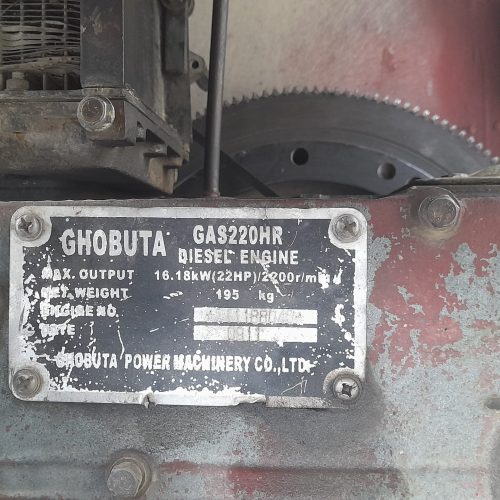 GHOBUTA GAS220HR
DIESEL ENGINE
MAX. OUTPUT 16.18kW(22HP)/2200r/min
NET. WEIGHT 195 kg
ENGINE NO.
DATE
GHOBUTA POWER MACHINERY CO.,LTD.